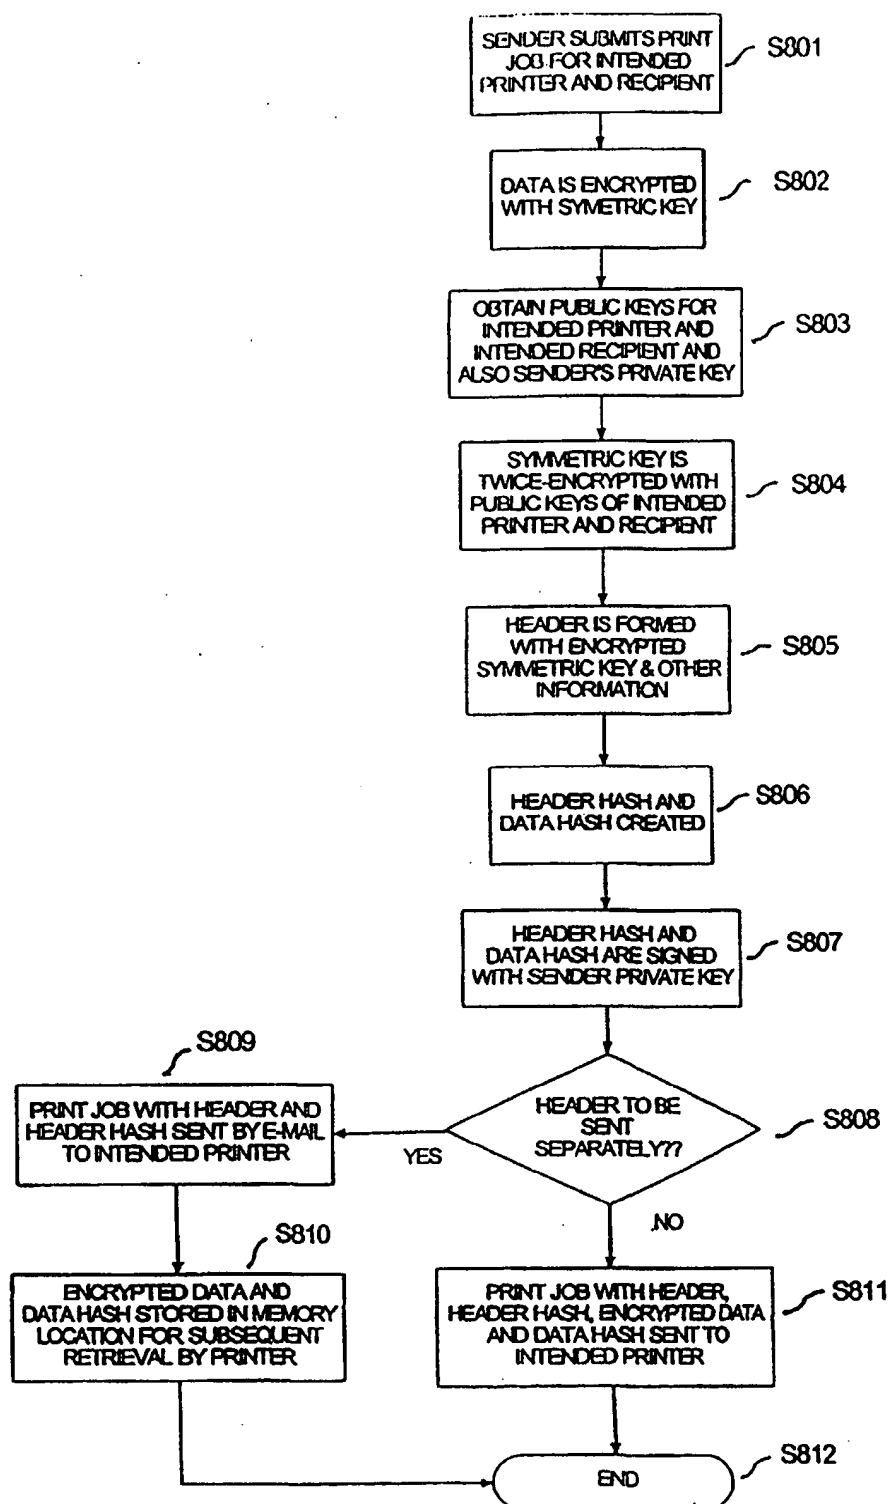 SENDER SUBMITS PRINT
JOB FOR INTENDED
PRINTER AND RECIPIENT
S801
DATA IS ENCRYPTED
WITH SYMETRIC KEY
S802
OBTAIN PUBLIC KEYS FOR
INTENDED PRINTER AND
INTENDED RECIPIENT AND
ALSO SENDER'S PRIVATE KEY
S803
SYMMETRIC KEY IS
TWICE-ENCRYPTED WITH
PUBLIC KEYS OF INTENDED
PRINTER AND RECIPIENT
S804
HEADER IS FORMED
WITH ENCRYPTED
SYMMETRIC KEY & OTHER
INFORMATION
S805
HEADER HASH AND
DATA HASH CREATED
S806
HEADER HASH AND
DATA HASH ARE SIGNED
WITH SENDER PRIVATE KEY
S807
HEADER TO BE
SENT
SEPARATELY??
S808
YES
NO
S809
PRINT JOB WITH HEADER AND
HEADER HASH SENT BY E-MAIL
TO INTENDED PRINTER
S810
ENCRYPTED DATA AND
DATA HASH STORED IN MEMORY
LOCATION FOR SUBSEQUENT
RETRIEVAL BY PRINTER
PRINT JOB WITH HEADER,
HEADER HASH, ENCRYPTED DATA
AND DATA HASH SENT TO
INTENDED PRINTER
S811
END
S812